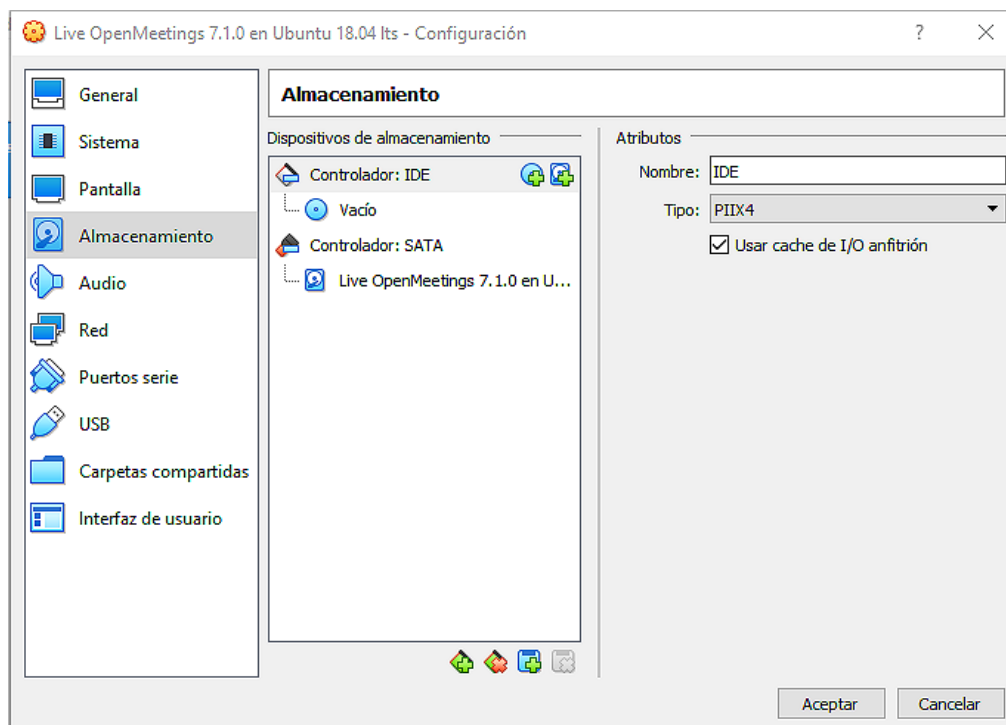 Live OpenMeetings 7.1.0 en Ubuntu 18.04 lts - Configuración
?
General
Sistema
Pantalla
Almacenamiento
Audio
Red
Puertos serie
USB
Carpetas compartidas
Interfaz de usuario
Almacenamiento
Dispositivos de almacenamiento
Controlador: IDE
Vacío
Controlador: SATA
Live OpenMeetings 7.1.0 en U...
Atributos
Nombre: IDE
Tipo: PIIX4
Usar cache de I/O anfitrión
Aceptar Cancelar